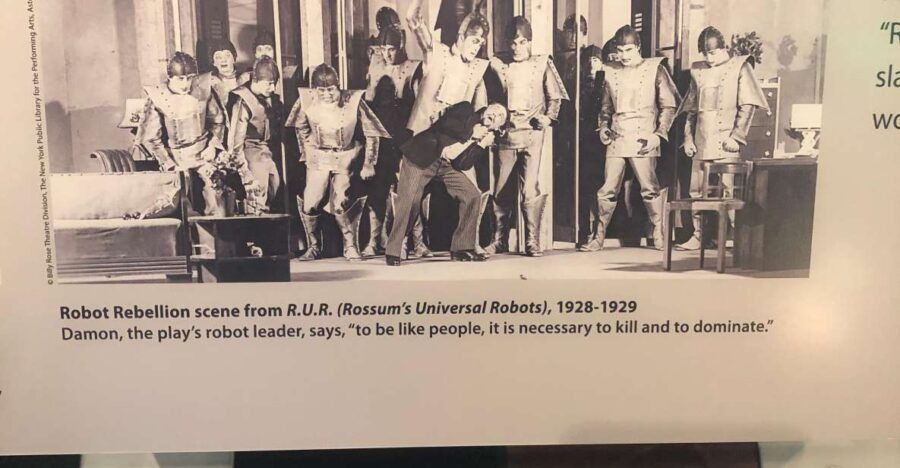 © Billy Rose Theatre Division, The New York Public Library for the Performing Arts,
"R
sla
wo
Robot Rebellion scene from R.U.R. (Rossum's Universal Robots), 1928-1929
Damon, the play's robot leader, says, "to be like people, it is necessary to kill and to dominate."